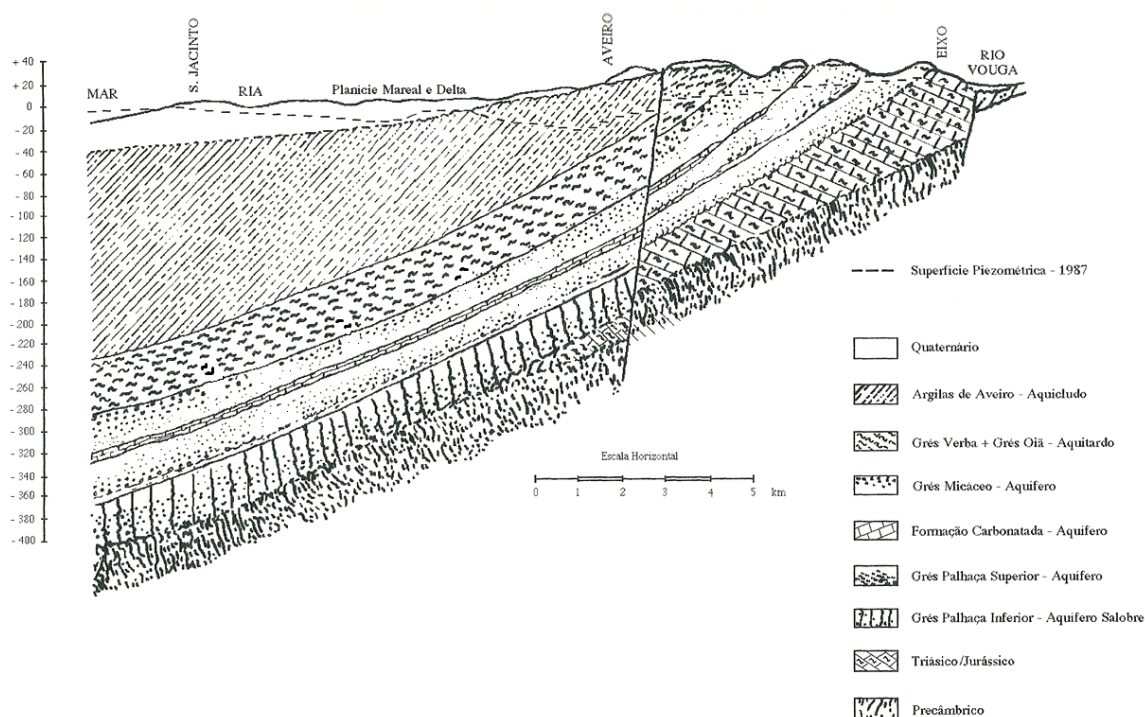 S. JACINTO
AVEIRO
EIXO
RIO
VOUGA
MAR
RIA
Planície Mareal e Delta
+ 40
+ 20
0
- 20
- 40
- 60
- 80
- 100
- 120
- 140
- 160
- 180
- 200
- 220
- 240
- 260
- 280
- 300
- 320
- 340
- 360
- 380
- 400
Escala Horizontal
0 1 2 3 4 5 km
Superfície Piezométrica - 1987
Quaternário
Argilas de Aveiro - Aquicludo
Grés Verba + Grés Oiã - Aquitardo
Grés Micáceo - Aquífero
Formação Carbonatada - Aquífero
Grés Palhaça Superior - Aquífero
Grés Palhaça Inferior - Aquífero Salobre
Triásico/Jurássico
Precâmbrico